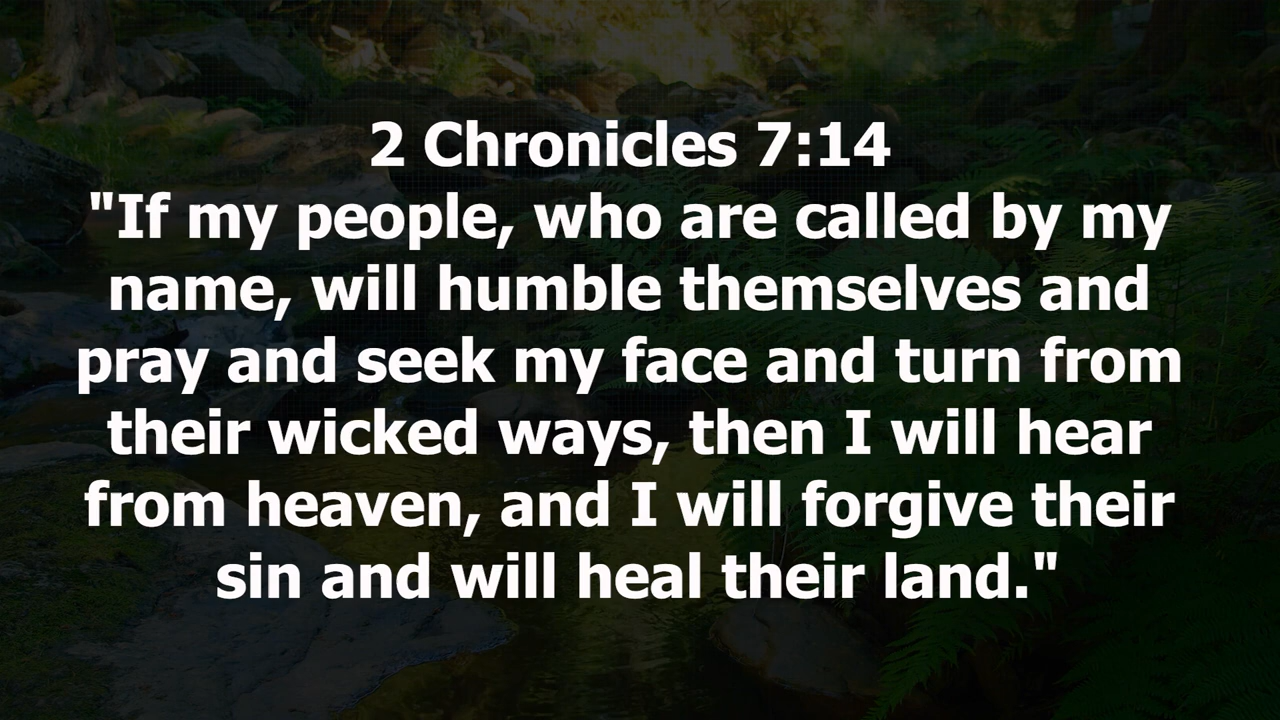 2 Chronicles 7:14
"If my people, who are called by my
name, will humble themselves and
pray and seek my face and turn from
their wicked ways, then I will hear
from heaven, and I will forgive their
sin and will heal their land."